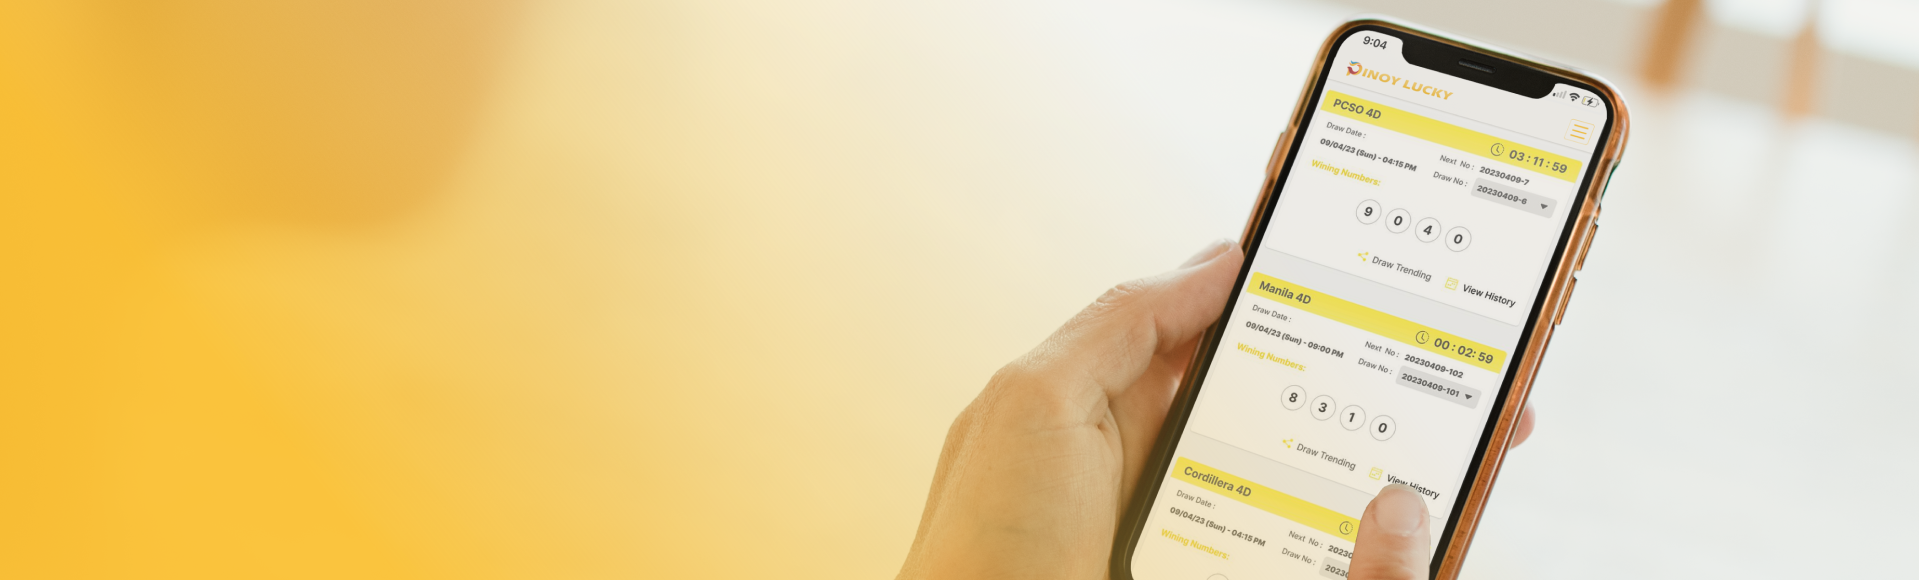 9:04
PINOY LUCKY
PCSO 4D
03 : 11 : 59
Draw Date :
09/04/23 (Sun) - 04:15 PM
Next No : 20230409-7
Draw No : 20230409-6
Wining Numbers:
9 0 4 0
Draw Trending
View History
Manila 4D
00 : 02: 59
Draw Date :
09/04/23 (Sun) - 09:00 PM
Next No : 20230409-102
Draw No : 20230409-101
Wining Numbers:
8 3 1 0
Draw Trending
View History
Cordillera 4D
Draw Date :
09/04/23 (Sun) - 04:15 PM
Next No :
Draw No :
Wining Numbers: